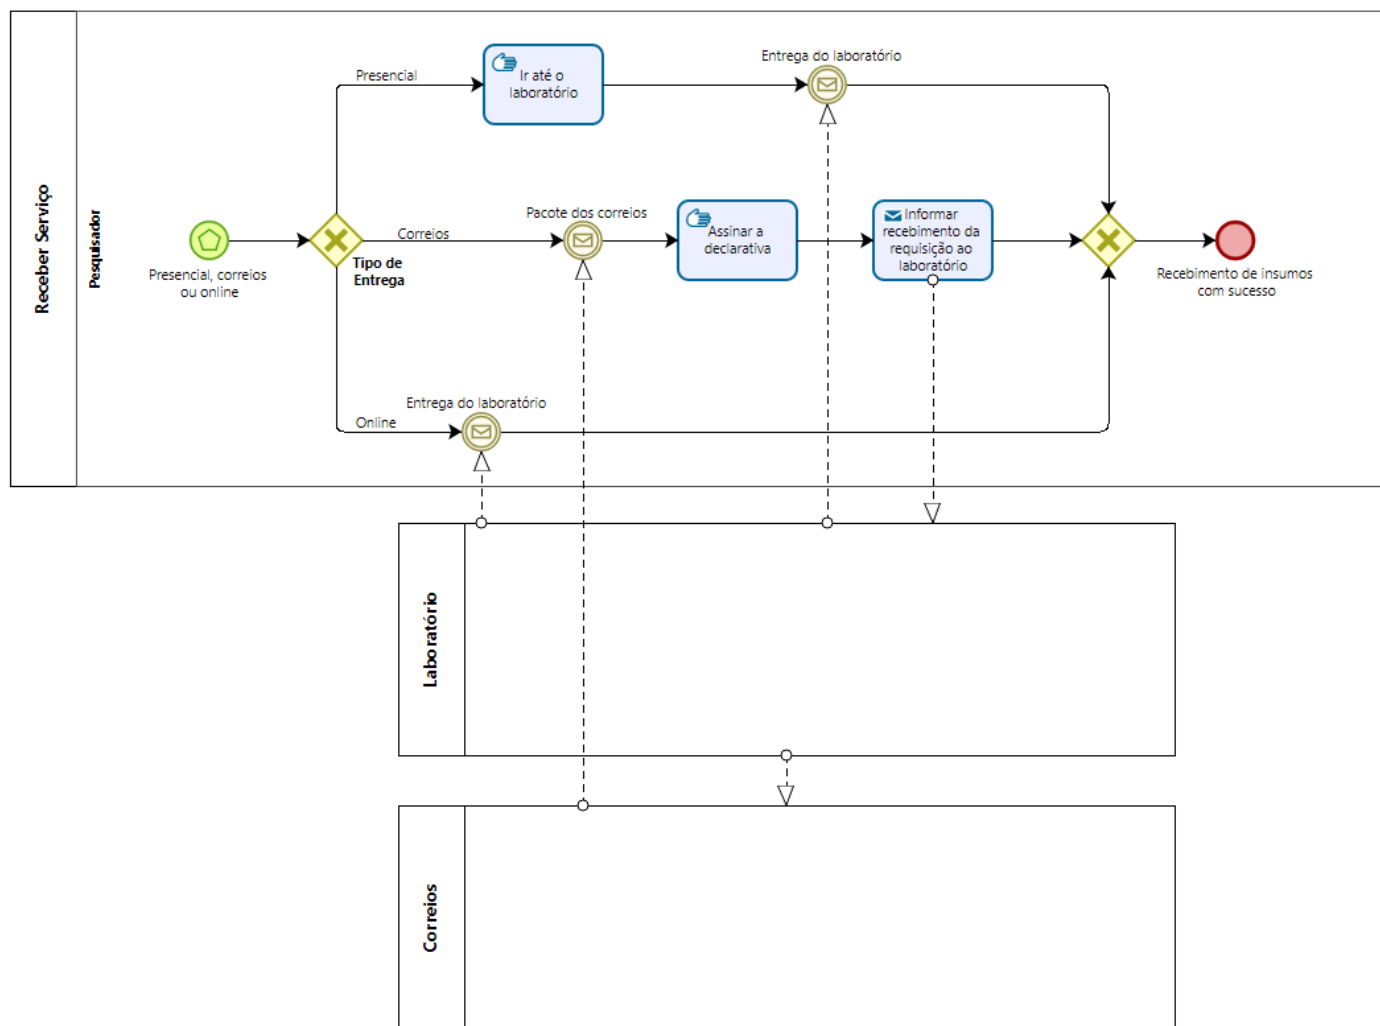 Receber Serviço
Pesquisador
Presencial, correios
ou online
Tipo de
Entrega
Presencial
Ir até o
laboratório
Entrega do laboratório
Correios
Pacote dos correios
Assinar a
declarativa
Informar
recebimento da
requisição ao
laboratório
Online
Entrega do laboratório
Recebimento de insumos
com sucesso
Laboratório
Correios